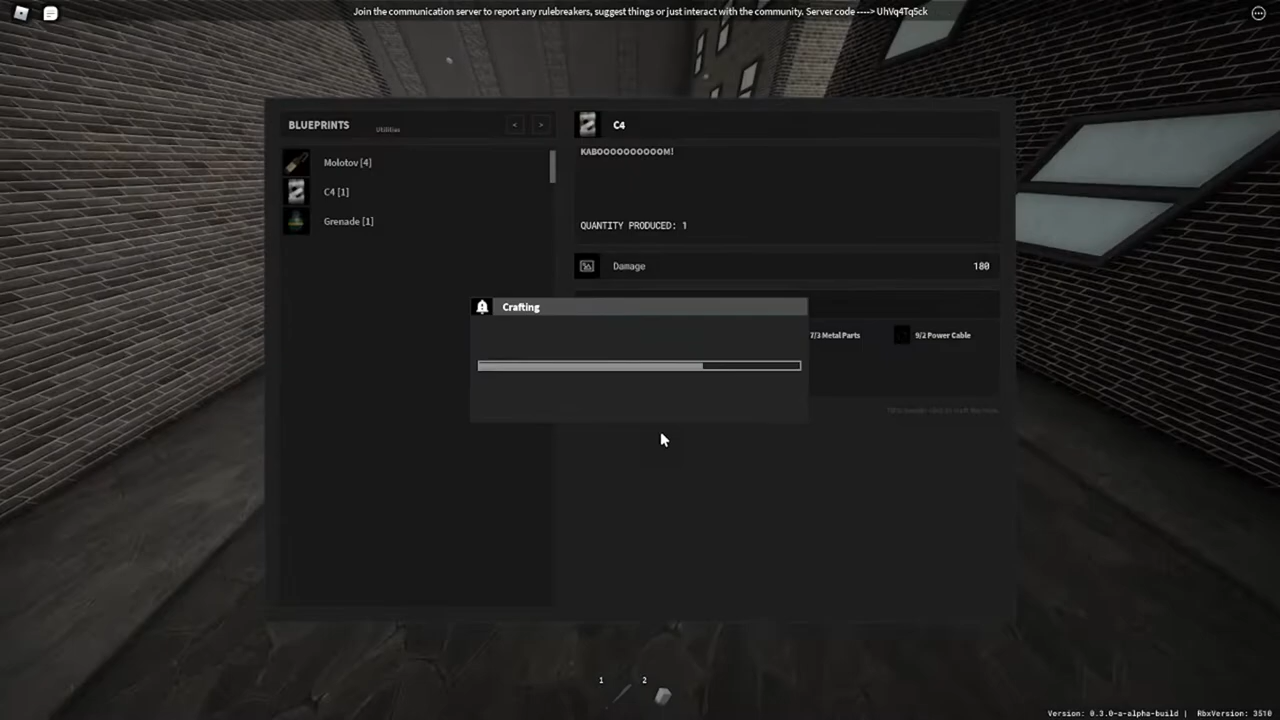 Join the communication server to report any rulebreakers, suggest things or just interact with the community. Server code ----> UhVq4Tq5ck
BLUEPRINTS
Utilities
<
>
C4
Molotov [4]
C4 [1]
Grenade [1]
KABOOOOOOOOOM!
QUANTITY PRODUCED: 1
Damage
180
Crafting
7/3 Metal Parts
9/2 Power Cable
1
2
Version: 0.3.0-a-alpha-build | RbxVersion: 3510